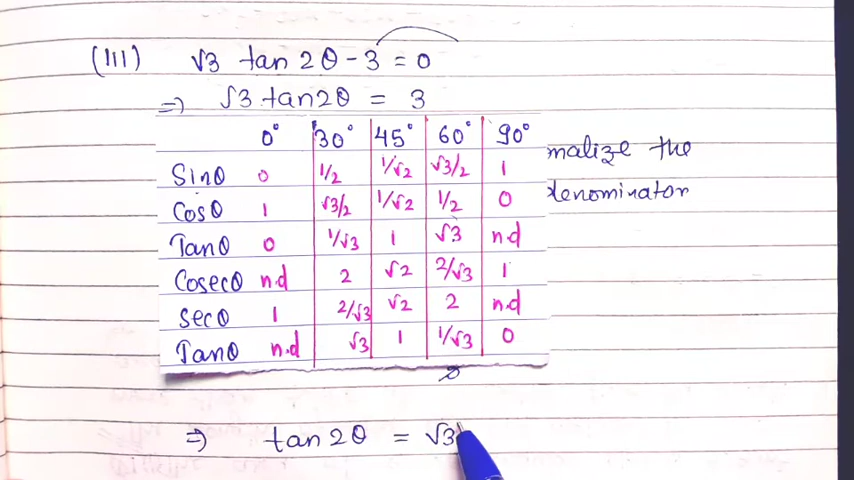 (III) √3 tan 2θ - 3 = 0
⇒ √3 tan2θ = 3
0° 30° 45° 60° 90°
Sinθ 0 1/2 1/√2 √3/2 1
Cosθ 1 √3/2 1/√2 1/2 0
Tanθ 0 1/√3 1 √3 n.d
Cosecθ n.d 2 √2 2/√3 1
secθ 1 2/√3 √2 2 n.d
Tanθ n.d √3 1 1/√3 0
malize the
denominator
⇒ tan 2θ = √3